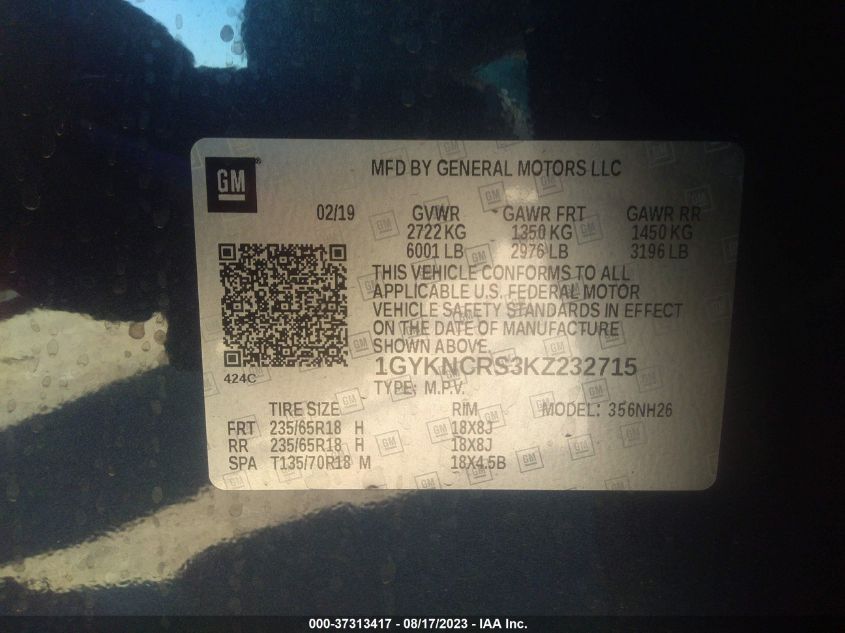 GM
MFD BY GENERAL MOTORS LLC
02/19 GVWR GAWR FRT GAWR RR
2722 KG 1350 KG 1450 KG
6001 LB 2976 LB 3196 LB
THIS VEHICLE CONFORMS TO ALL
APPLICABLE U.S. FEDERAL MOTOR
VEHICLE SAFETY STANDARDS IN EFFECT
ON THE DATE OF MANUFACTURE
SHOWN ABOVE.
1GYKNCRS3KZ232715
424C
TYPE: M.P.V.
TIRE SIZE RIM MODEL: 356NH26
FRT 235/65R18 H 18X8J
RR 235/65R18 H 18X8J
SPA T135/70R18 M 18X4.5B
000-37313417 - 08/17/2023 - IAA Inc.